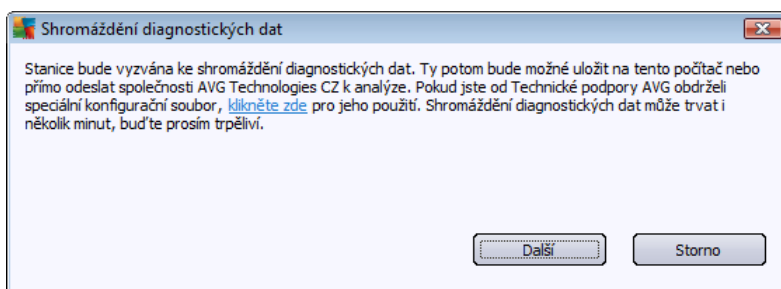 Shromáždění diagnostických dat
Stanice bude vyzvána ke shromáždění diagnostických dat. Ty potom bude možné uložit na tento počítač nebo
přímo odeslat společnosti AVG Technologies CZ k analýze. Pokud jste od Technické podpory AVG obdrželi
speciální konfigurační soubor, klikněte zde pro jeho použití. Shromáždění diagnostických dat může trvat i
několik minut, buďte prosím trpěliví.
Další
Storno